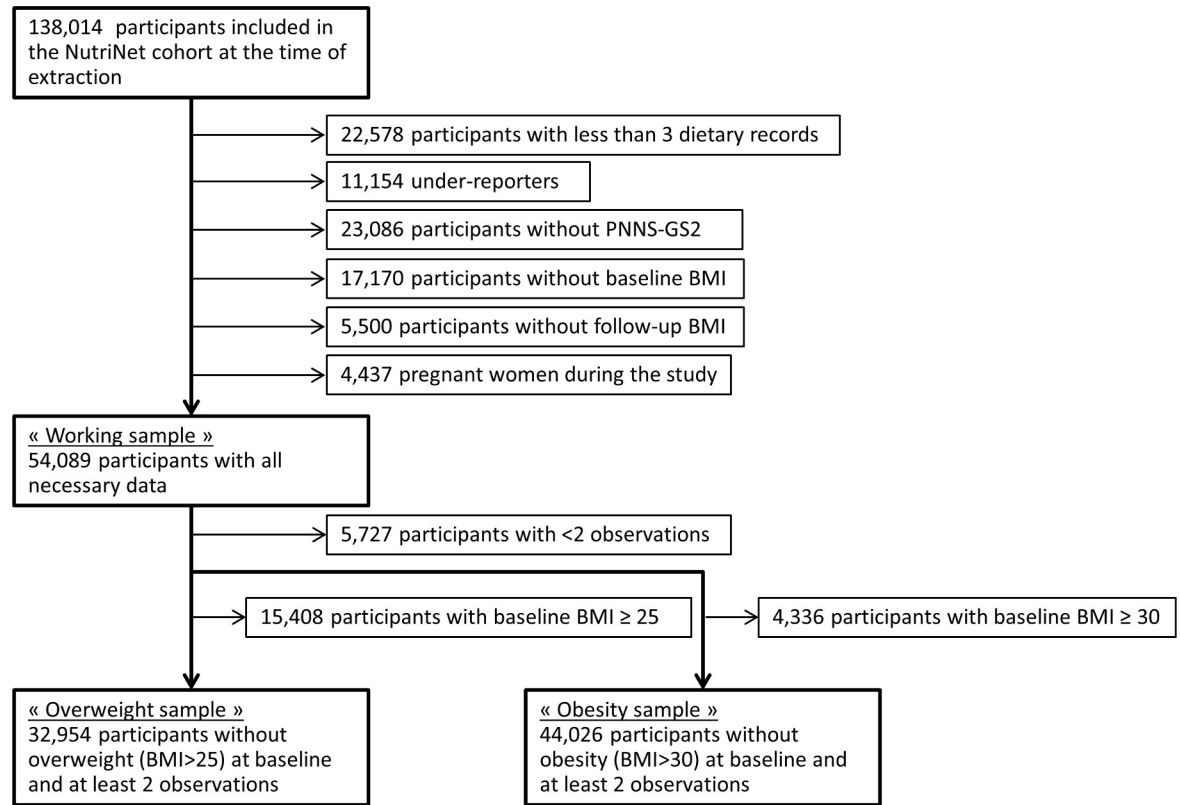 138,014 participants included in
the NutriNet cohort at the time of
extraction
22,578 participants with less than 3 dietary records
11,154 under-reporters
23,086 participants without PNNS-GS2
17,170 participants without baseline BMI
5,500 participants without follow-up BMI
4,437 pregnant women during the study
« Working sample »
54,089 participants with all
necessary data
5,727 participants with <2 observations
15,408 participants with baseline BMI ≥ 25
4,336 participants with baseline BMI ≥ 30
« Overweight sample »
32,954 participants without
overweight (BMI>25) at baseline
and at least 2 observations
« Obesity sample »
44,026 participants without
obesity (BMI>30) at baseline and
at least 2 observations